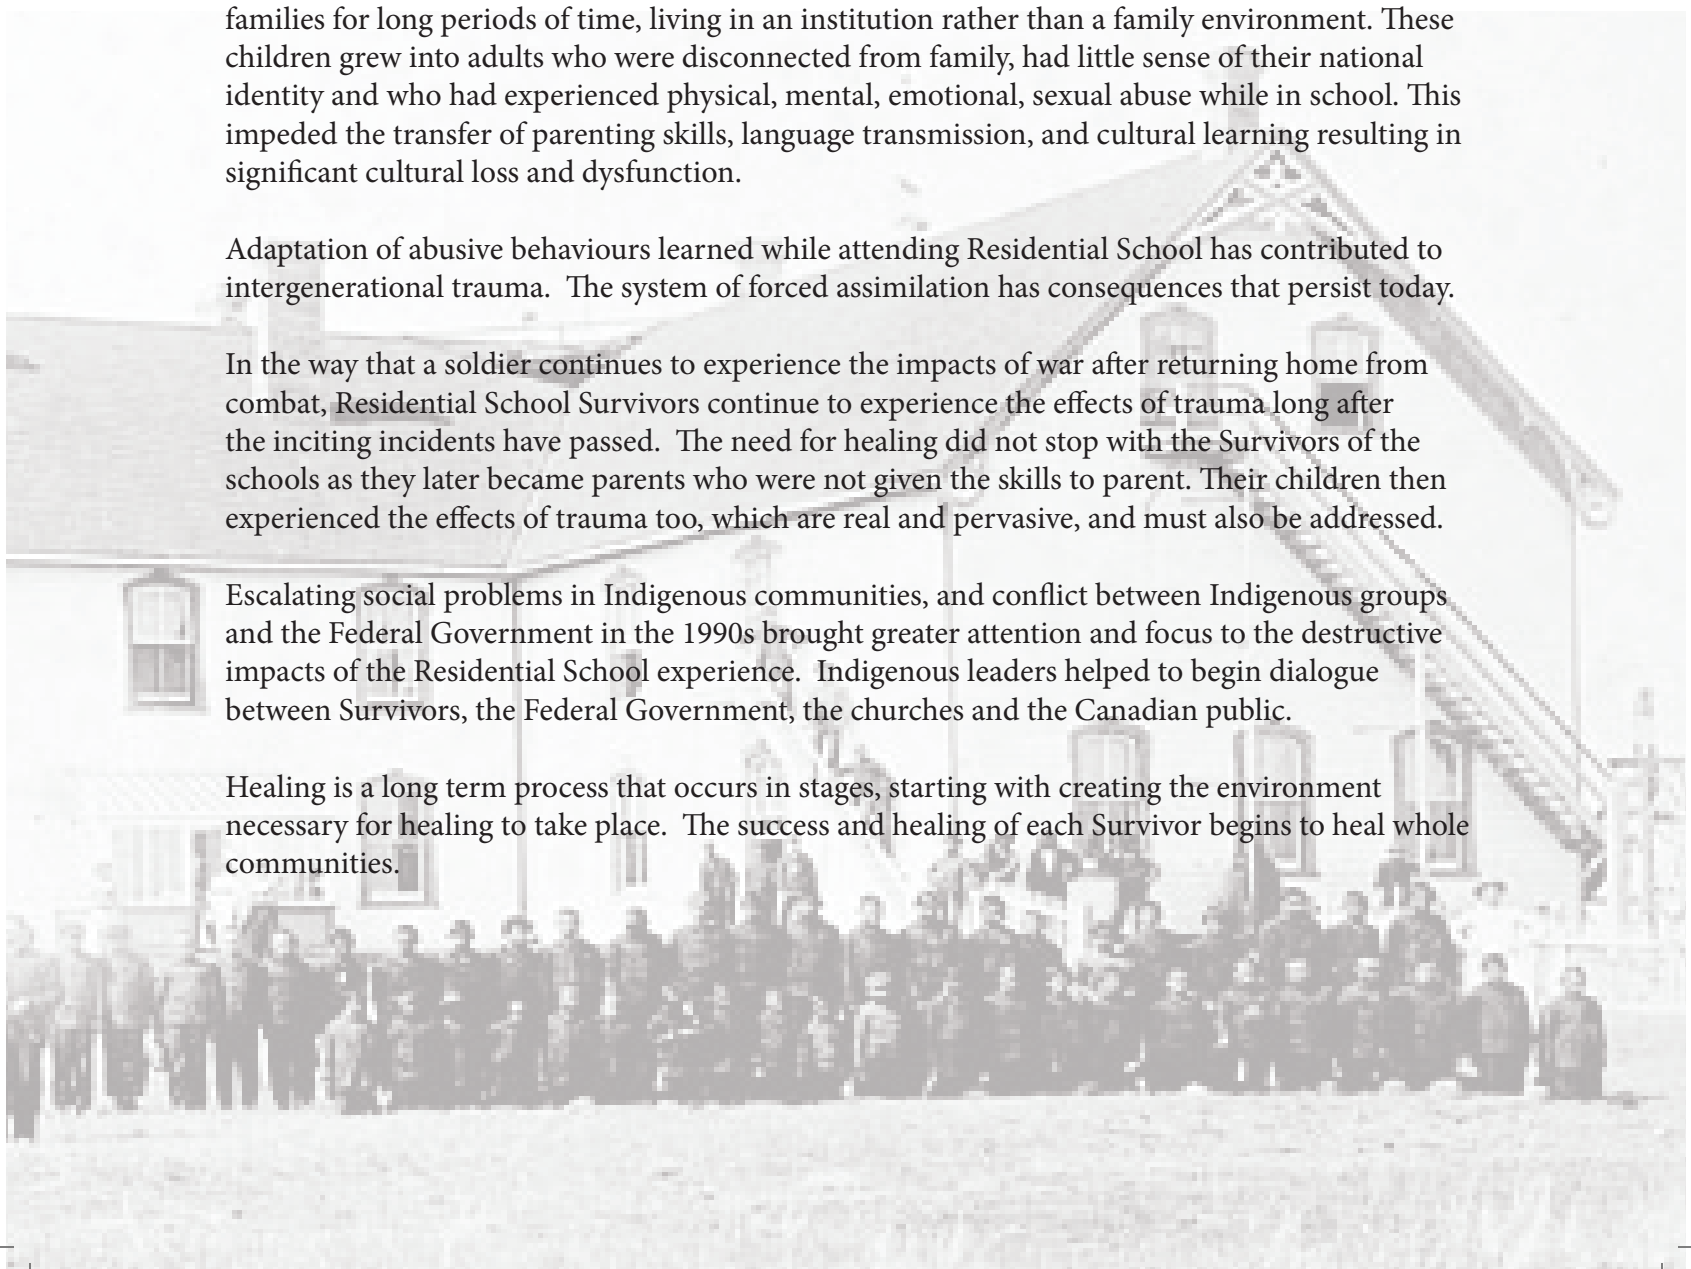 families for long periods of time, living in an institution rather than a family environment. These
children grew into adults who were disconnected from family, had little sense of their national
identity and who had experienced physical, mental, emotional, sexual abuse while in school. This
impeded the transfer of parenting skills, language transmission, and cultural learning resulting in
significant cultural loss and dysfunction.
Adaptation of abusive behaviours learned while attending Residential School has contributed to
intergenerational trauma.  The system of forced assimilation has consequences that persist today.
In the way that a soldier continues to experience the impacts of war after returning home from
combat, Residential School Survivors continue to experience the effects of trauma long after
the inciting incidents have passed.  The need for healing did not stop with the Survivors of the
schools as they later became parents who were not given the skills to parent. Their children then
experienced the effects of trauma too, which are real and pervasive, and must also be addressed.
Escalating social problems in Indigenous communities, and conflict between Indigenous groups
and the Federal Government in the 1990s brought greater attention and focus to the destructive
impacts of the Residential School experience.  Indigenous leaders helped to begin dialogue
between Survivors, the Federal Government, the churches and the Canadian public.
Healing is a long term process that occurs in stages, starting with creating the environment
necessary for healing to take place.  The success and healing of each Survivor begins to heal whole
communities.